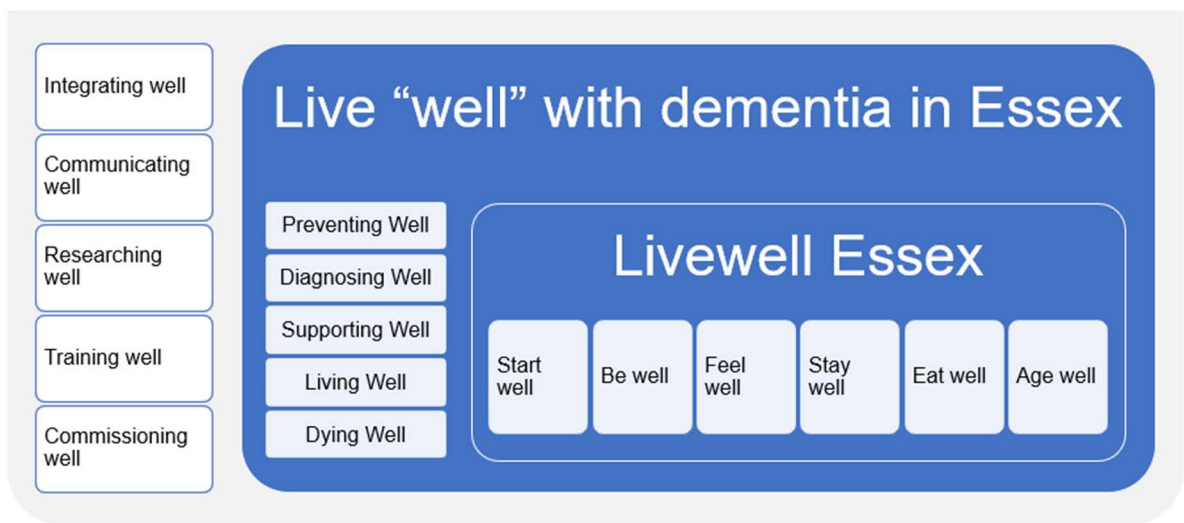 Integrating well
Communicating
well
Researching
well
Training well
Commissioning
well
Live “well” with dementia in Essex
Preventing Well
Diagnosing Well
Supporting Well
Living Well
Dying Well
Livewell Essex
Start
well
Be well
Feel
well
Stay
well
Eat well
Age well